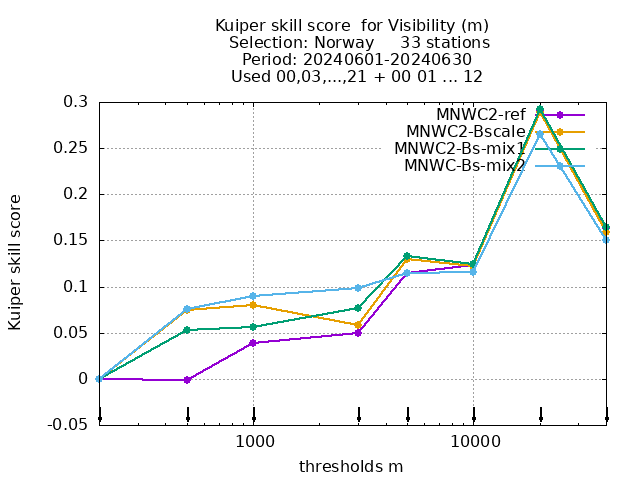 Kuiper skill score  for Visibility (m)
Selection: Norway     33 stations
Period: 20240601-20240630
Used 00,03,...,21 + 00 01 ... 12
0.3
0.25
0.2
0.15
0.1
0.05
0
-0.05
MNWC2-ref
MNWC2-Bscale
MNWC2-Bs-mix1
MNWC-Bs-mix2
Kuiper skill score
1000
10000
thresholds m